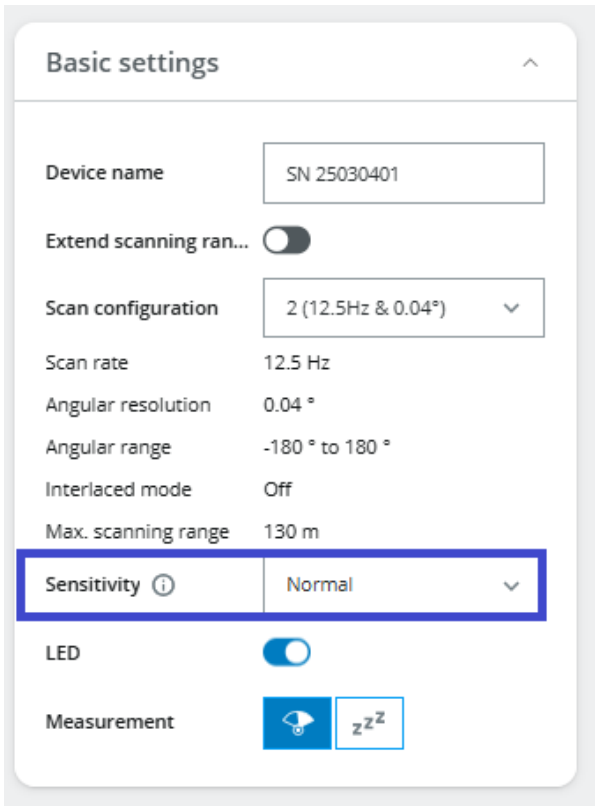 Basic settings
Device name SN 25030401
Extend scanning ran...
Scan configuration 2 (12.5Hz & 0.04°)
Scan rate 12.5 Hz
Angular resolution 0.04 °
Angular range -180 ° to 180 °
Interlaced mode Off
Max. scanning range 130 m
Sensitivity Normal
LED
Measurement zzZ